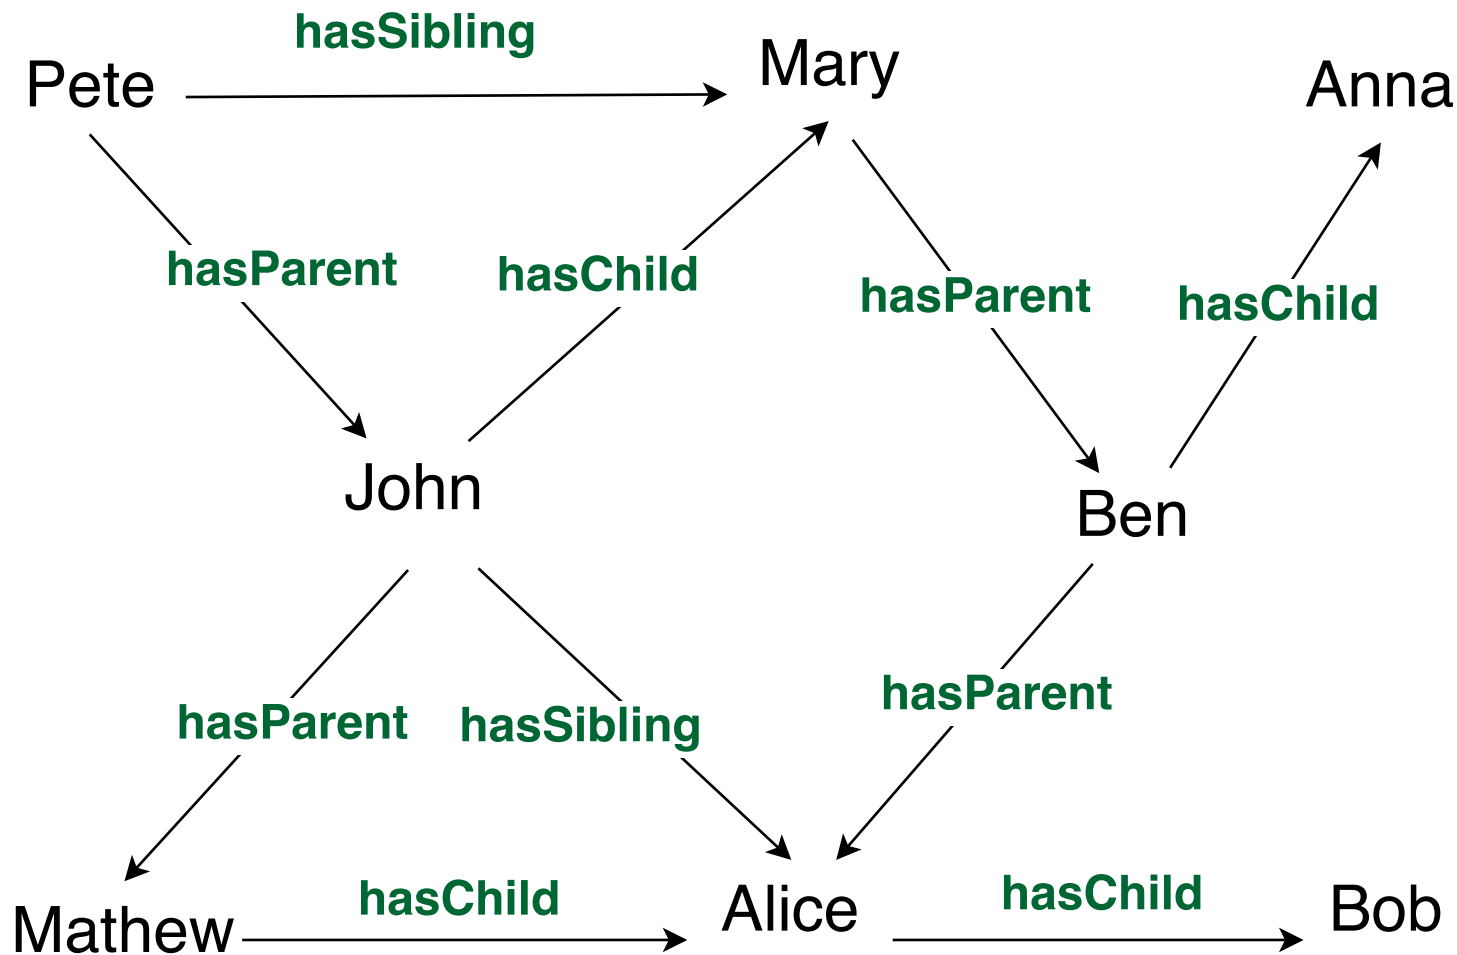 hasSibling
Pete
Mary
Anna
hasParent
hasChild
hasParent
hasChild
John
Ben
hasParent
hasSibling
hasParent
Mathew
hasChild
Alice
hasChild
Bob